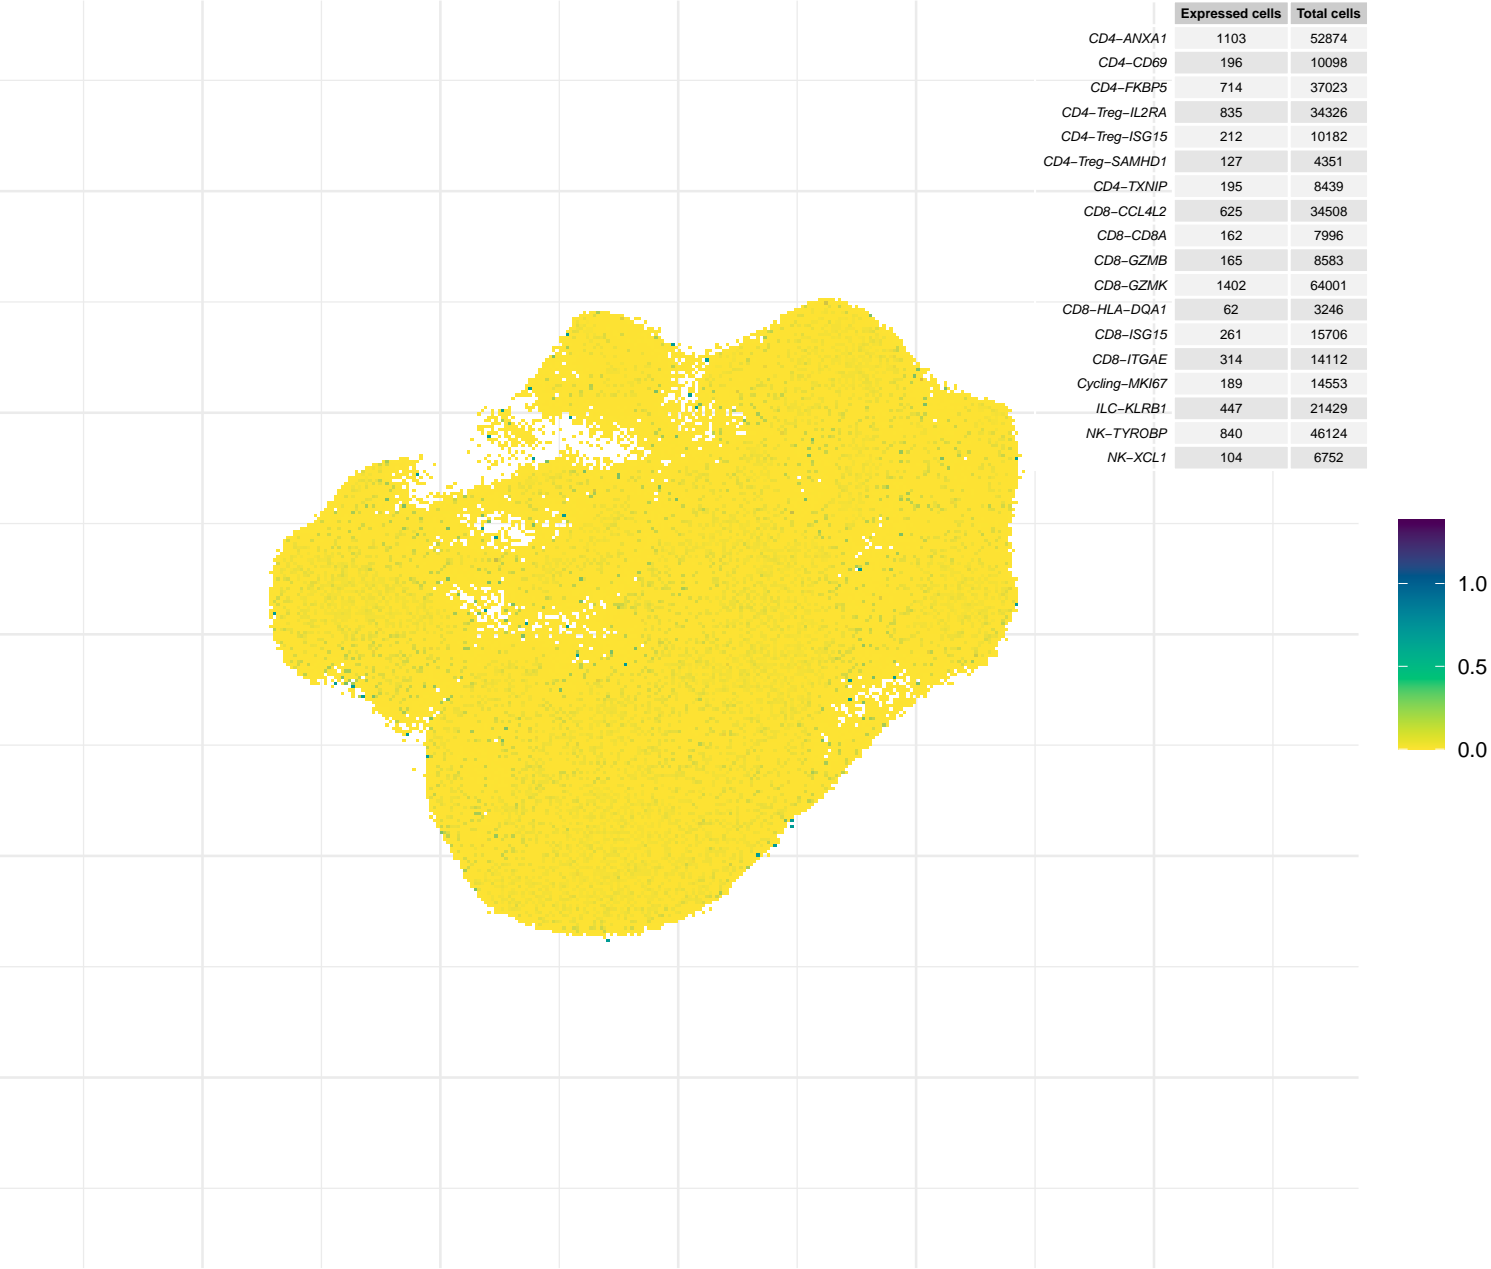 Expressed cells Total cells
CD4−ANXA1 1103 52874
CD4−CD69 196 10098
CD4−FKBP5 714 37023
CD4−Treg−IL2RA 835 34326
CD4−Treg−ISG15 212 10182
CD4−Treg−SAMHD1 127 4351
CD4−TXNIP 195 8439
CD8−CCL4L2 625 34508
CD8−CD8A 162 7996
CD8−GZMB 165 8583
CD8−GZMK 1402 64001
CD8−HLA−DQA1 62 3246
CD8−ISG15 261 15706
CD8−ITGAE 314 14112
Cycling−MKI67 189 14553
ILC−KLRB1 447 21429
NK−TYROBP 840 46124
NK−XCL1 104 6752
1.0
0.5
0.0